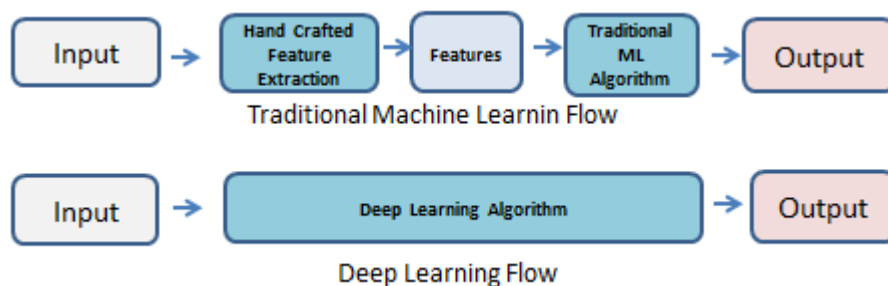 Input
Hand Crafted
Feature
Extraction
Features
Traditional
ML
Algorithm
Output
Traditional Machine Learnin Flow
Input
Deep Learning Algorithm
Output
Deep Learning Flow